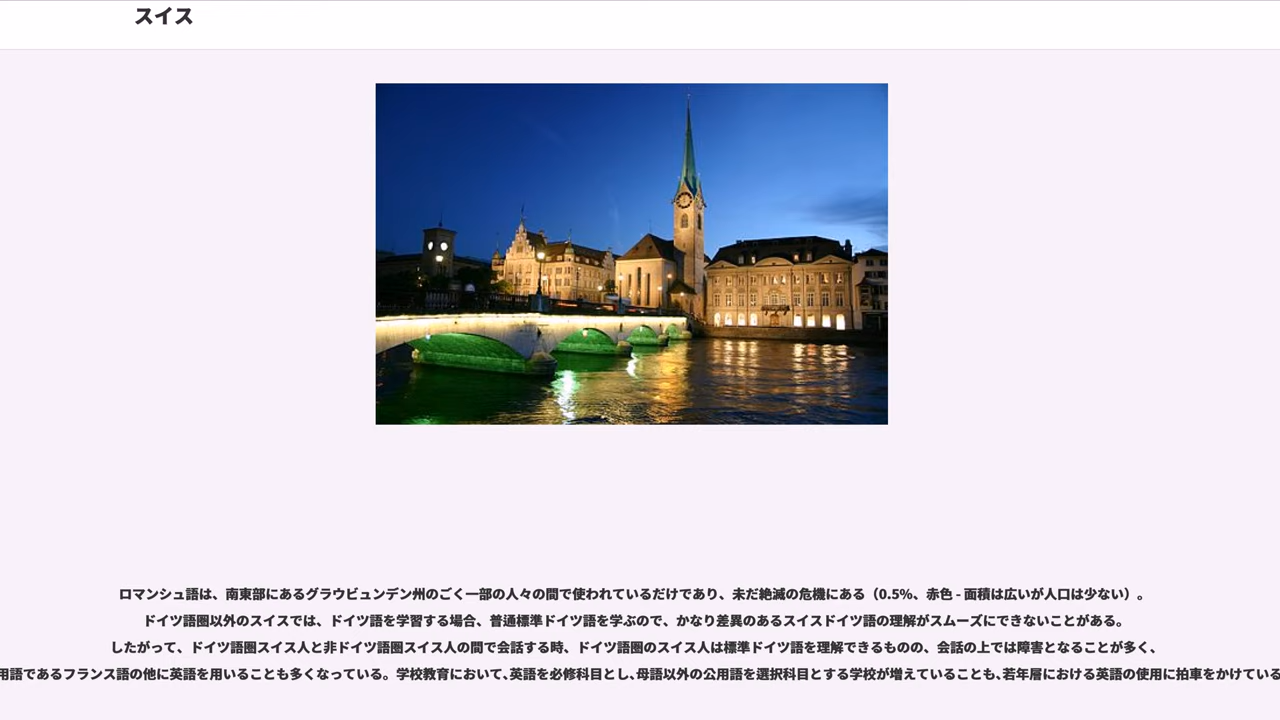 スイス
ロマンシュ語は、南東部にあるグラウビュンデン州のごく一部の人々の間で使われているだけであり、未だ絶滅の危機にある（0.5%、赤色 - 面積は広いが人口は少ない）。
ドイツ語圏以外のスイスでは、ドイツ語を学習する場合、普通標準ドイツ語を学ぶので、かなり差異のあるスイスドイツ語の理解がスムーズにできないことがある。
したがって、ドイツ語圏スイス人と非ドイツ語圏スイス人の間で会話する時、ドイツ語圏のスイス人は標準ドイツ語を理解できるものの、会話の上では障害となることが多く、
用語であるフランス語の他に英語を用いることも多くなっている。学校教育において、英語を必修科目とし、母語以外の公用語を選択科目とする学校が増えていることも、若年層における英語の使用に拍車をかけている